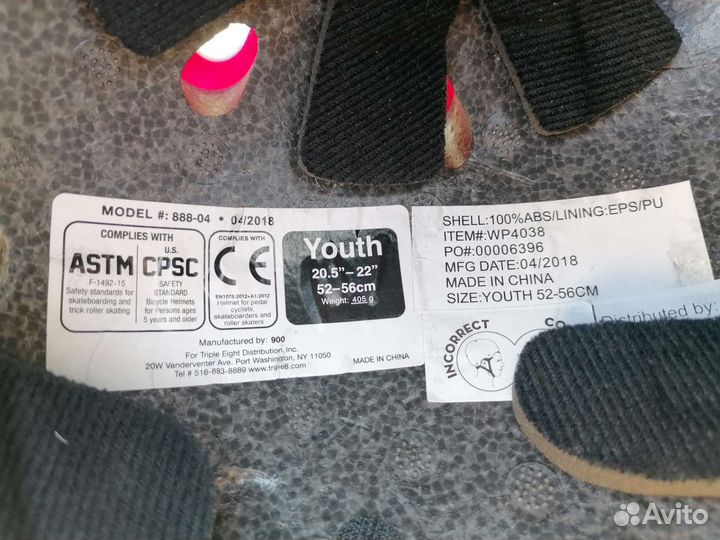 MODEL #: 888-04 • 04/2018
COMPLIES WITH
ASTM
F-1492-15
Safety standards for
skateboarding and
trick roller skating
U.S.
CPSC
SAFETY
STANDARD
Bicycle Helmets
for Persons ages
5 years and older
COMPLIES WITH
CE
EN1078:2012+A1:2012
Helmet for pedal
cyclists,
skateboarders and
roller skaters
Youth
20.5"– 22"
52–56cm
Weight: 405 g
Manufactured by: 900
For Triple Eight Distribution, Inc.
20W Vanderventer Ave. Port Washington, NY 11050
Tel # 516-883-8889 www.triple8.com
MADE IN CHINA
SHELL:100%ABS/LINING:EPS/PU
ITEM#:WP4038
PO#:00006396
MFG DATE:04/2018
MADE IN CHINA
SIZE:YOUTH 52-56CM
INCORRECT
CO
Distributed by:
Avito